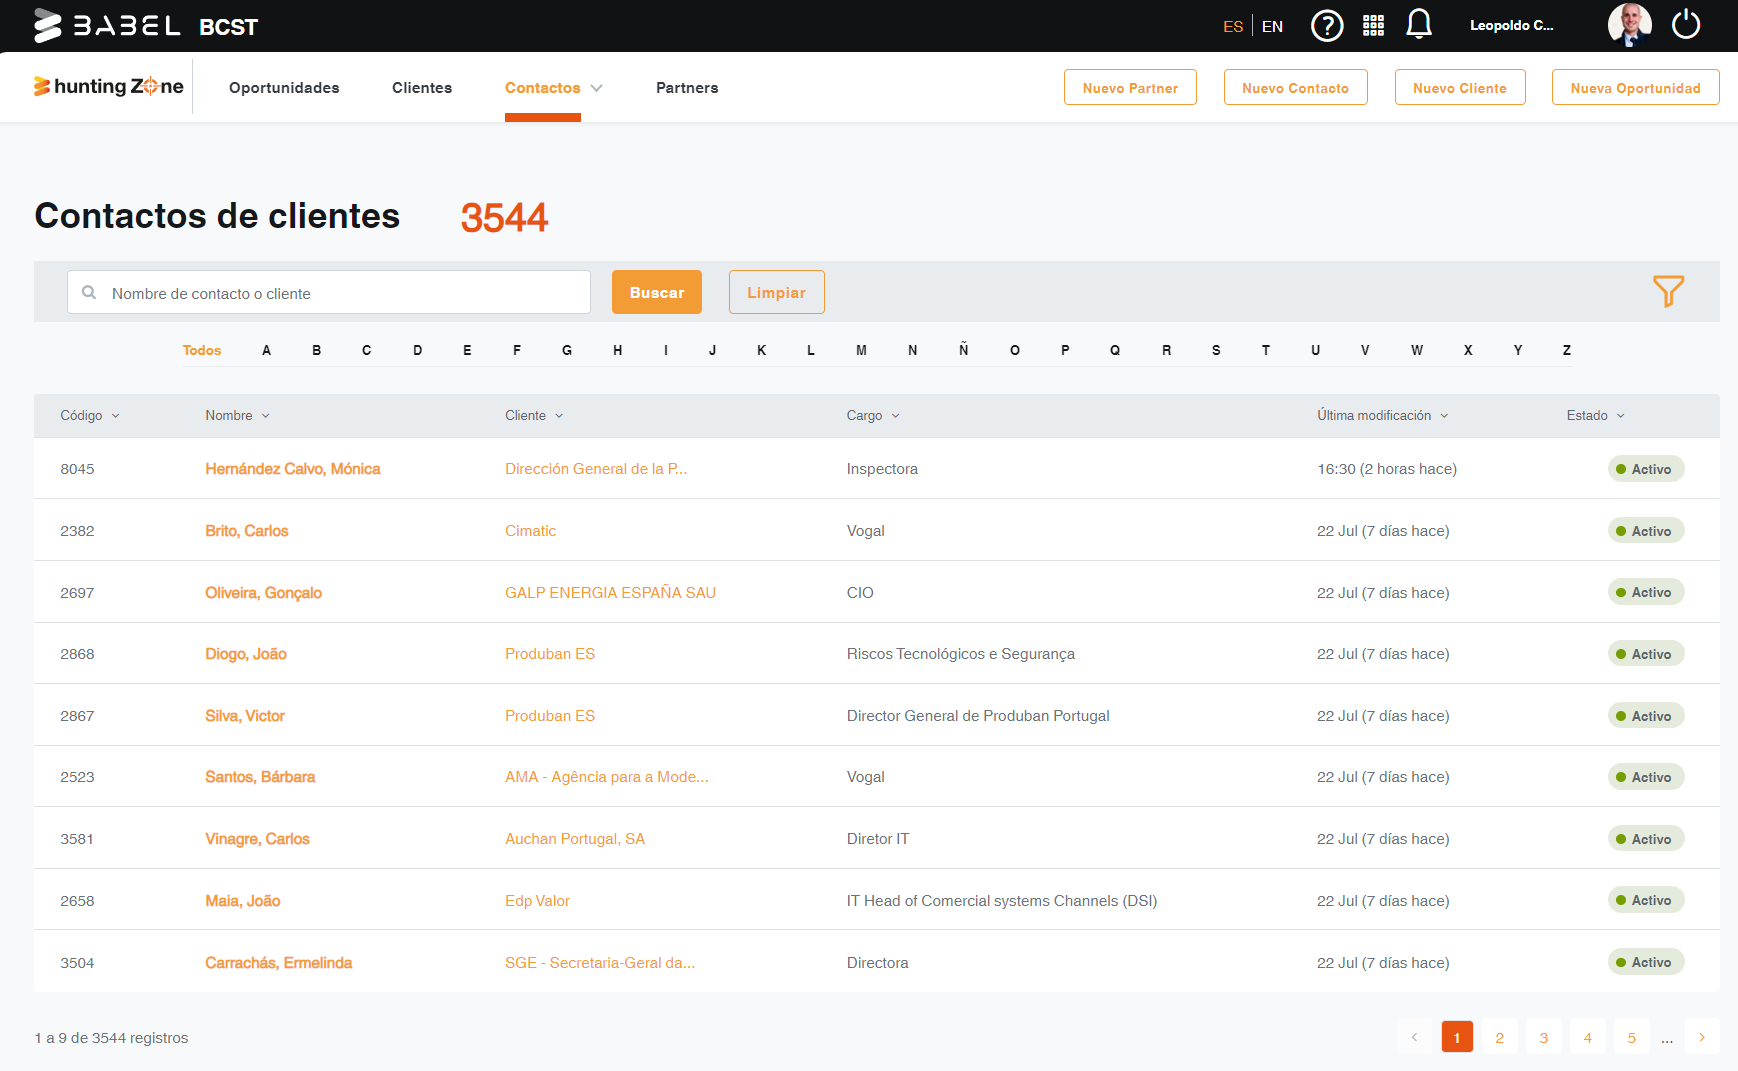 BABEL BCST ES EN Leopoldo C...
hunting Zone Oportunidades Clientes Contactos Partners Nuevo Partner Nuevo Contacto Nuevo Cliente Nueva Oportunidad
Contactos de clientes 3544
Nombre de contacto o cliente Buscar Limpiar
Todos A B C D E F G H I J K L M N Ñ O P Q R S T U V W X Y Z
Código Nombre Cliente Cargo Última modificación Estado
8045 Hernández Calvo, Mónica Dirección General de la P... Inspectora 16:30 (2 horas hace) Activo
2382 Brito, Carlos Cimatic Vogal 22 Jul (7 días hace) Activo
2697 Oliveira, Gonçalo GALP ENERGIA ESPAÑA SAU CIO 22 Jul (7 días hace) Activo
2868 Diogo, João Produban ES Riscos Tecnológicos e Segurança 22 Jul (7 días hace) Activo
2867 Silva, Victor Produban ES Director General de Produban Portugal 22 Jul (7 días hace) Activo
2523 Santos, Bárbara AMA - Agência para a Mode... Vogal 22 Jul (7 días hace) Activo
3581 Vinagre, Carlos Auchan Portugal, SA Diretor IT 22 Jul (7 días hace) Activo
2658 Maia, João Edp Valor IT Head of Comercial systems Channels (DSI) 22 Jul (7 días hace) Activo
3504 Carrachás, Ermelinda SGE - Secretaria-Geral da... Directora 22 Jul (7 días hace) Activo
1 a 9 de 3544 registros 1 2 3 4 5 ...